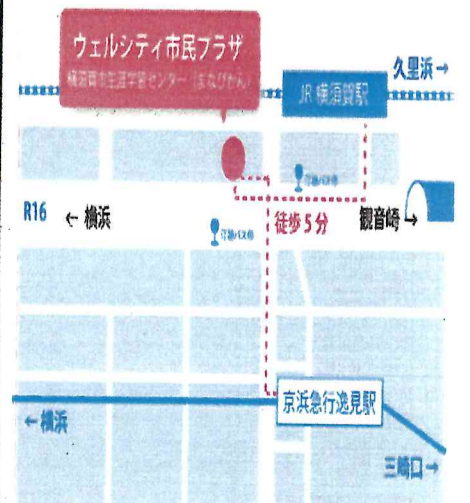 ウェルシティ市民プラザ
横須賀市生涯学習センター（まなびかん）
久里浜→
JR 横須賀駅
R16
←横浜
徒歩5分
観音崎→
京浜急行逸見駅
←横浜
三崎口→